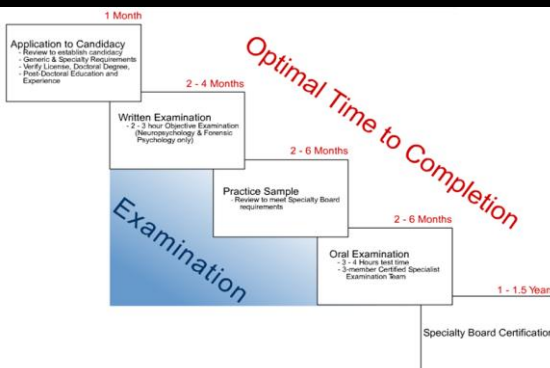 1 Month
Application to Candidacy
- Review to establish candidacy
- Generic & Specialty Requirements
- Verify License, Doctoral Degree,
- Post-Doctoral Education and
Experience
Optimal Time to Completion
2 - 4 Months
Written Examination
- 2 - 3 hour Objective Examination
(Neuropsychology & Forensic
Psychology only)
2 - 6 Months
Practice Sample
- Review to meet Specialty Board
requirements
Examination
2 - 6 Months
Oral Examination
- 3 - 4 Hours test time
- 3-member Certified Specialist
Examination Team
1 - 1.5 Year
Specialty Board Certification